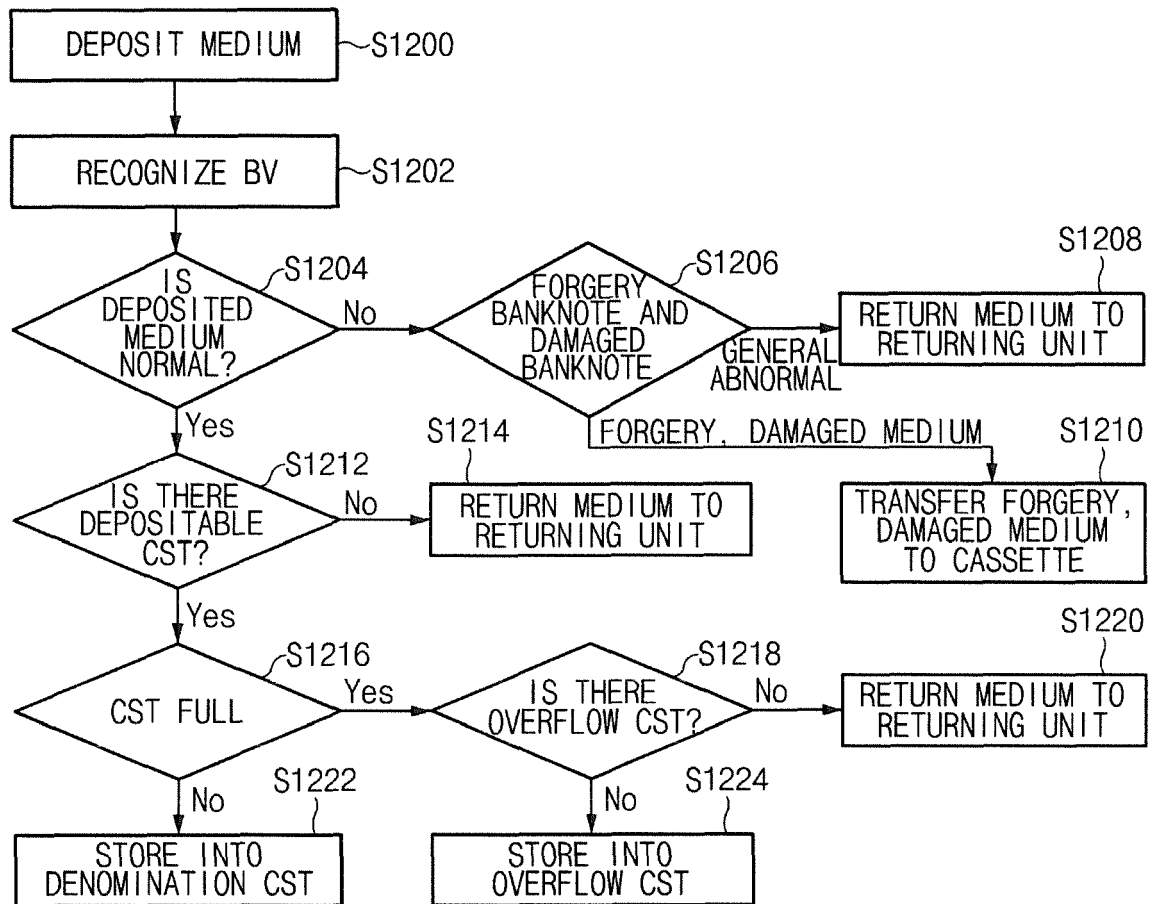 DEPOSIT MEDIUM
S1200
RECOGNIZE BV
S1202
IS
DEPOSITED
MEDIUM
NORMAL?
S1204
No
FORGERY
BANKNOTE AND
DAMAGED
BANKNOTE
S1206
GENERAL
ABNORMAL
S1208
RETURN MEDIUM TO
RETURNING UNIT
Yes
FORGERY, DAMAGED MEDIUM
S1210
TRANSFER FORGERY,
DAMAGED MEDIUM
TO CASSETTE
IS THERE
DEPOSITABLE
CST?
S1212
No
S1214
RETURN MEDIUM TO
RETURNING UNIT
Yes
CST FULL
S1216
Yes
IS THERE
OVERFLOW CST?
S1218
No
S1220
RETURN MEDIUM TO
RETURNING UNIT
No
S1222
STORE INTO
DENOMINATION CST
No
S1224
STORE INTO
OVERFLOW CST